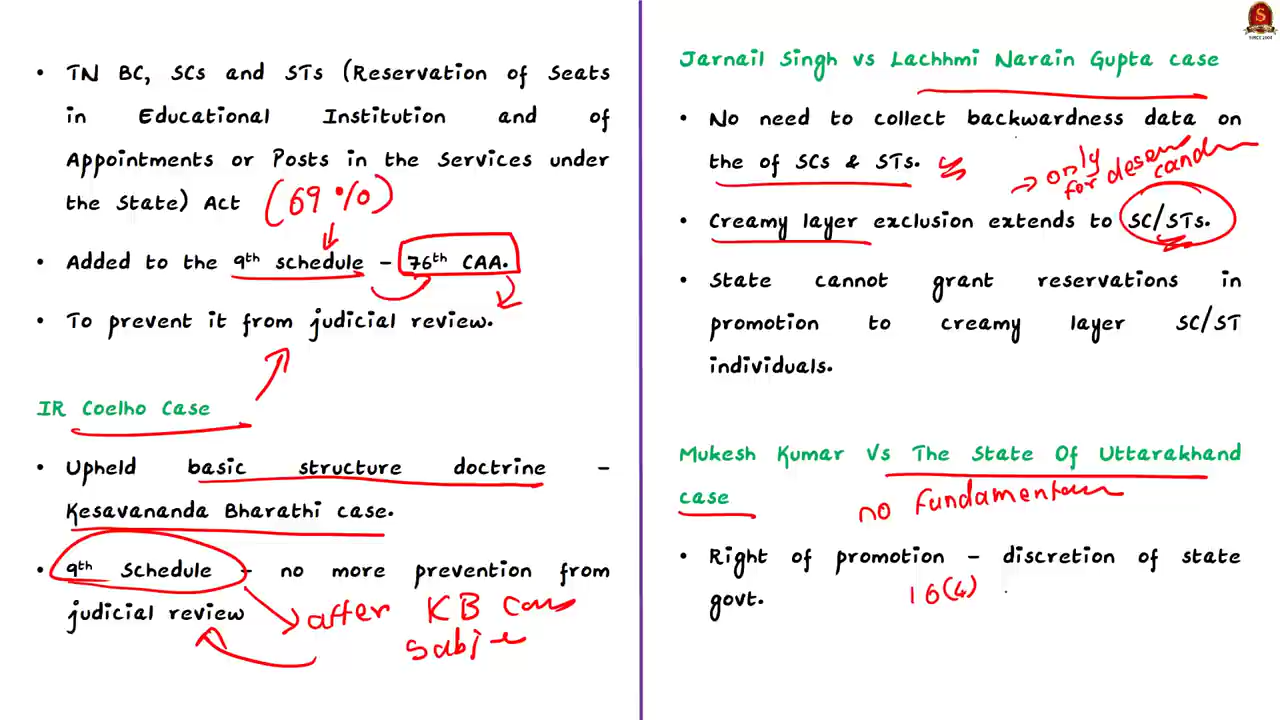 • TN BC, SCs and STs (Reservation of Seats
in Educational Institution and of
Appointments or Posts in the Services under
the State) Act (69%)
• Added to the 9th schedule - 76th CAA.
• To prevent it from judicial review.
IR Coelho Case
• Upheld basic structure doctrine -
Kesavananda Bharathi case.
• 9th Schedule - no more prevention from
judicial review
after KB
Jarnail Singh vs Lachhmi Narain Gupta case
• No need to collect backwardness data on
the of SCs & STs.
only
for
• Creamy layer exclusion extends to SC/STs.
• State cannot grant reservations in
promotion to creamy layer SC/ST
individuals.
Mukesh Kumar Vs The State Of Uttarakhand
case
no
• Right of promotion - discretion of state
govt.
16(4)